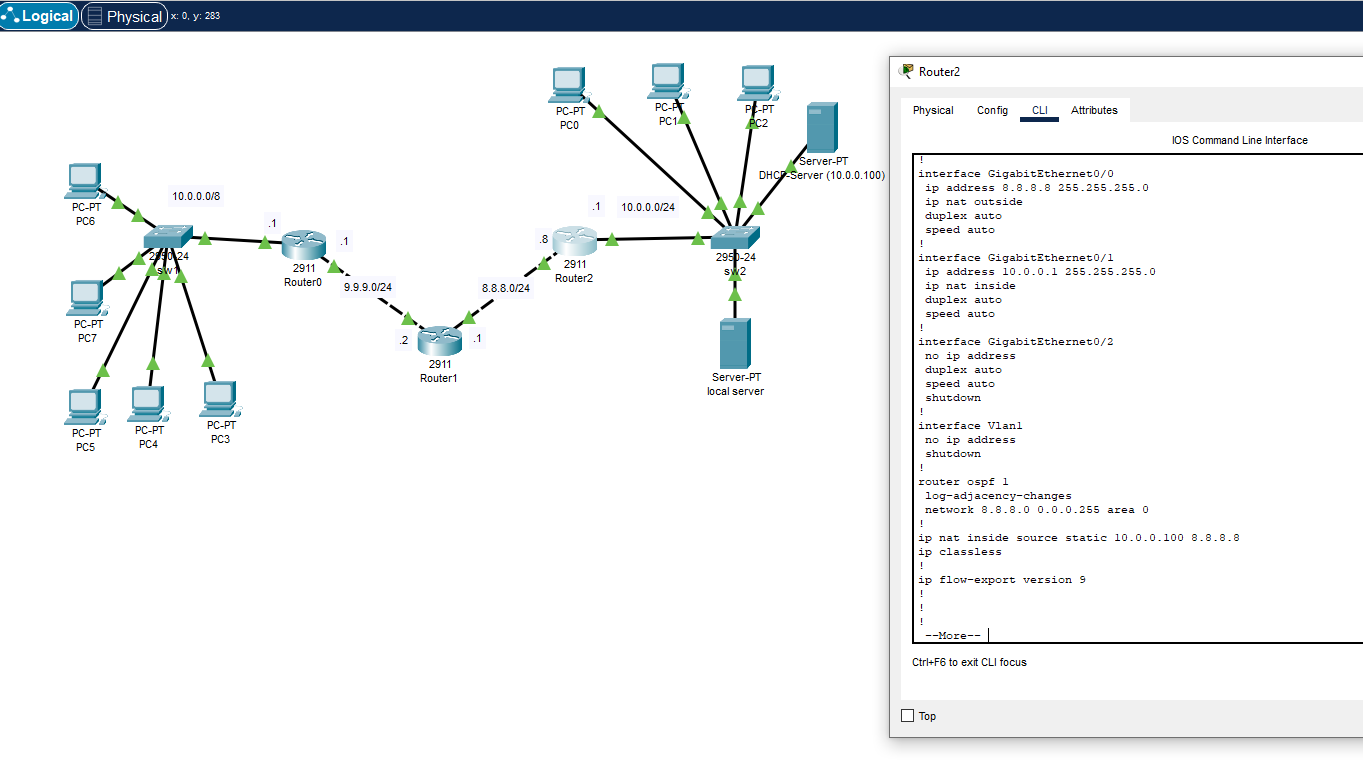 Logical Physical x: 0, y: 283
PC-PT
PC0
PC-PT
PC1
PC-PT
PC2
Server-PT
DHCP-Server (10.0.0.100)
PC-PT
PC6
10.0.0.0/8
.1
.1
2950-24
sw1
2911
Router0
9.9.9.0/24
PC-PT
PC7
.2
2911
Router1
.1
8.8.8.0/24
.8
.1
10.0.0.0/24
2911
Router2
2950-24
sw2
Server-PT
local server
PC-PT
PC5
PC-PT
PC4
PC-PT
PC3
Router2
Physical Config CLI Attributes
IOS Command Line Interface
!
interface GigabitEthernet0/0
ip address 8.8.8.8 255.255.255.0
ip nat outside
duplex auto
speed auto
!
interface GigabitEthernet0/1
ip address 10.0.0.1 255.255.255.0
ip nat inside
duplex auto
speed auto
!
interface GigabitEthernet0/2
no ip address
duplex auto
speed auto
shutdown
!
interface Vlan1
no ip address
shutdown
!
router ospf 1
log-adjacency-changes
network 8.8.8.0 0.0.0.255 area 0
!
ip nat inside source static 10.0.0.100 8.8.8.8
ip classless
!
ip flow-export version 9
!
!
!
--More--
Ctrl+F6 to exit CLI focus
Top